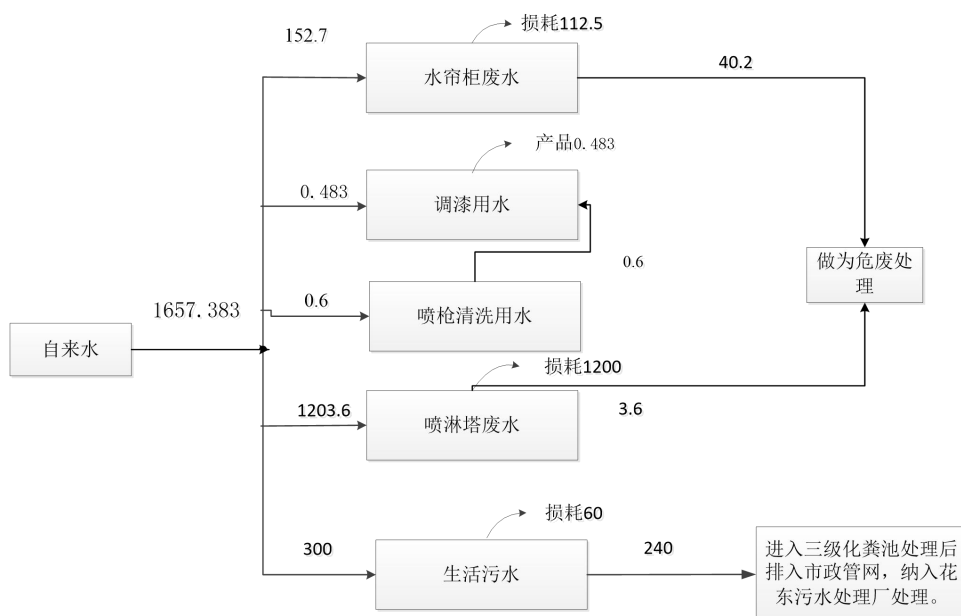 损耗112.5
152.7
水帘柜废水
40.2
产品0.483
0.483
调漆用水
0.6
做为危废处
理
1657.383
0.6
喷枪清洗用水
自来水
损耗1200
1203.6
喷淋塔废水
3.6
损耗60
300
生活污水
240
进入三级化粪池处理后
排入市政管网，纳入花
东污水处理厂处理。